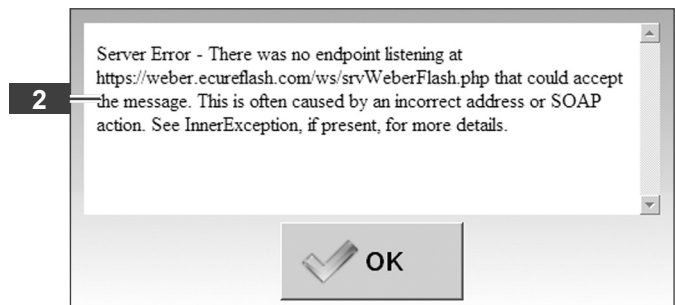 Server Error - There was no endpoint listening at
https://weber.ecureflash.com/ws/srvWeberFlash.php that could accept
the message. This is often caused by an incorrect address or SOAP
action. See InnerException, if present, for more details.
2
OK